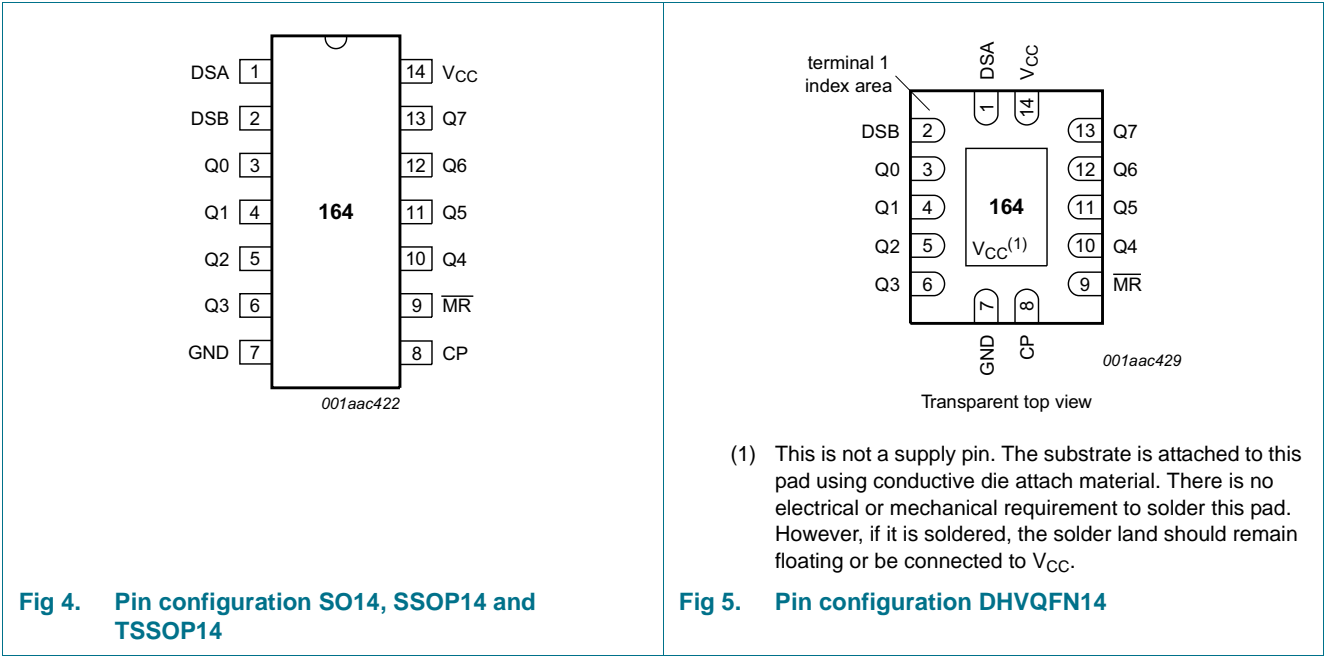 DSA 1 14 VCC
DSB 2 13 Q7
Q0 3 12 Q6
Q1 4 164 11 Q5
Q2 5 10 Q4
Q3 6 9 M̅R̅
GND 7 8 CP
001aac422
Fig 4. Pin configuration SO14, SSOP14 and
TSSOP14
terminal 1
index area
DSA VCC
1 14
DSB 2 13 Q7
Q0 3 12 Q6
Q1 4 164 11 Q5
Q2 5 VCC(1) 10 Q4
Q3 6 9 M̅R̅
7 8
GND CP
001aac429
Transparent top view
(1) This is not a supply pin. The substrate is attached to this
pad using conductive die attach material. There is no
electrical or mechanical requirement to solder this pad.
However, if it is soldered, the solder land should remain
floating or be connected to VCC.
Fig 5. Pin configuration DHVQFN14